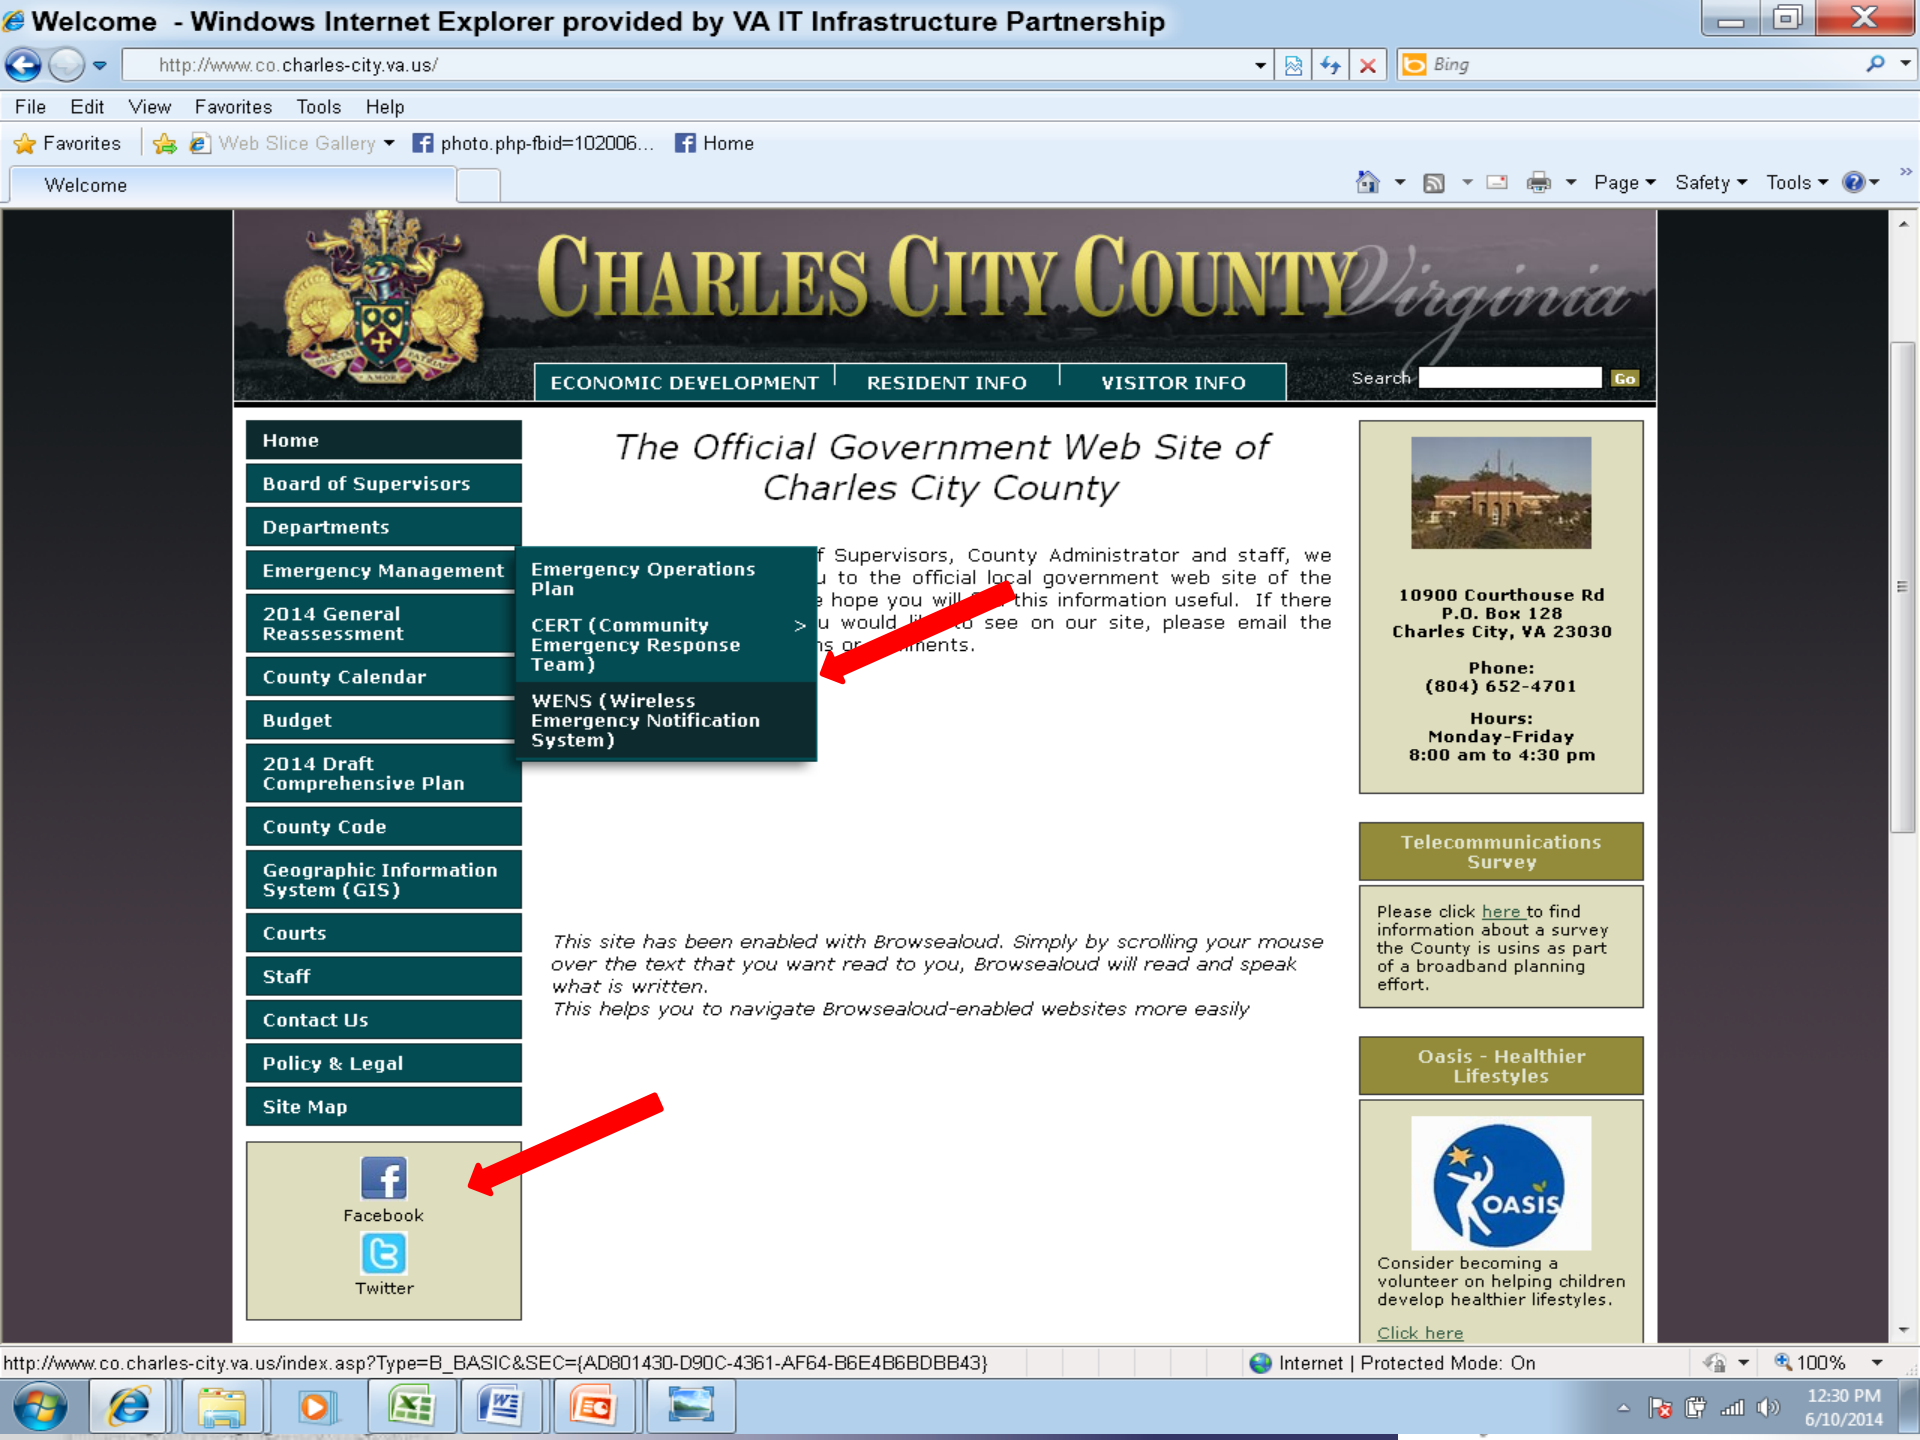 Welcome - Windows Internet Explorer provided by VA IT Infrastructure Partnership
http://www.co.charles-city.va.us/
Bing
File Edit View Favorites Tools Help
Favorites Web Slice Gallery photo.php-fbid=102006... Home
Welcome
Page Safety Tools
CHARLES CITY COUNTY Virginia
AMOR
ECONOMIC DEVELOPMENT RESIDENT INFO VISITOR INFO
Search Go
Home
Board of Supervisors
Departments
Emergency Management
2014 General
Reassessment
County Calendar
Budget
2014 Draft
Comprehensive Plan
County Code
Geographic Information
System (GIS)
Courts
Staff
Contact Us
Policy & Legal
Site Map
Facebook
Twitter
Emergency Operations
Plan
CERT (Community >
Emergency Response
Team)
WENS (Wireless
Emergency Notification
System)
The Official Government Web Site of
Charles City County
f Supervisors, County Administrator and staff, we
u to the official local government web site of the
hope you will this information useful. If there
u would to see on our site, please email the
This site has been enabled with Browsealoud. Simply by scrolling your mouse
over the text that you want read to you, Browsealoud will read and speak
what is written.
This helps you to navigate Browsealoud-enabled websites more easily
10900 Courthouse Rd
P.O. Box 128
Charles City, VA 23030
Phone:
(804) 652-4701
Hours:
Monday-Friday
8:00 am to 4:30 pm
Telecommunications
Survey
Please click here to find
information about a survey
the County is usins as part
of a broadband planning
effort.
Oasis - Healthier
Lifestyles
OASIS
Consider becoming a
volunteer on helping children
develop healthier lifestyles.
Click here
http://www.co.charles-city.va.us/index.asp?Type=B_BASIC&SEC={AD801430-D90C-4361-AF64-B6E4B6BDBB43}
Internet | Protected Mode: On
100%
12:30 PM
6/10/2014